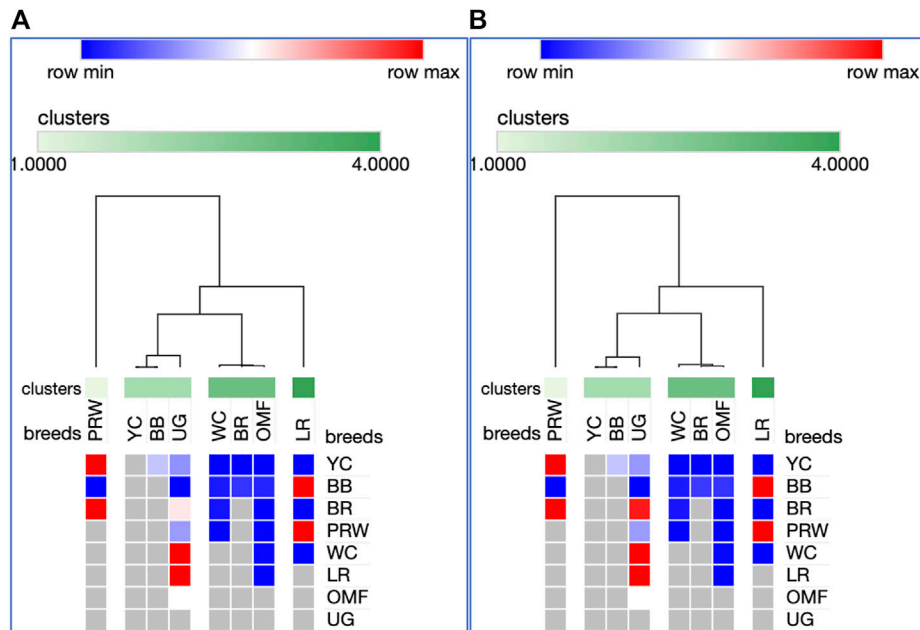 A
row min row max
clusters
1.0000 4.0000
clusters
breeds PRW YC BB UG WC BR OMF LR breeds
YC
BB
BR
PRW
WC
LR
OMF
UG
B
row min row max
clusters
1.0000 4.0000
clusters
breeds PRW YC BB UG WC BR OMF LR breeds
YC
BB
BR
PRW
WC
LR
OMF
UG